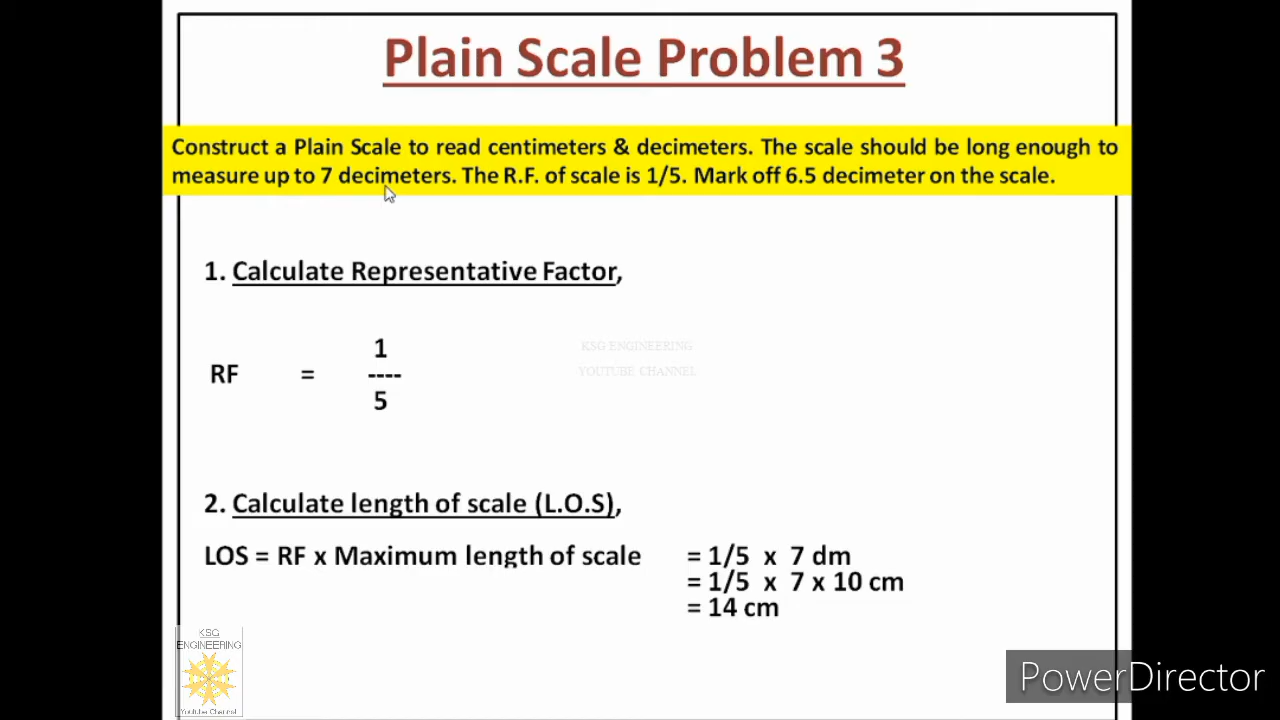 Plain Scale Problem 3
Construct a Plain Scale to read centimeters & decimeters. The scale should be long enough to
measure up to 7 decimeters. The R.F. of scale is 1/5. Mark off 6.5 decimeter on the scale.
1. Calculate Representative Factor,
KSG ENGINEERING
YOUTUBE CHANNEL
1
RF = ----
5
2. Calculate length of scale (L.O.S),
LOS = RF x Maximum length of scale = 1/5 x 7 dm
= 1/5 x 7 x 10 cm
= 14 cm
KSG
ENGINEERING
Youtube Channel
PowerDirector